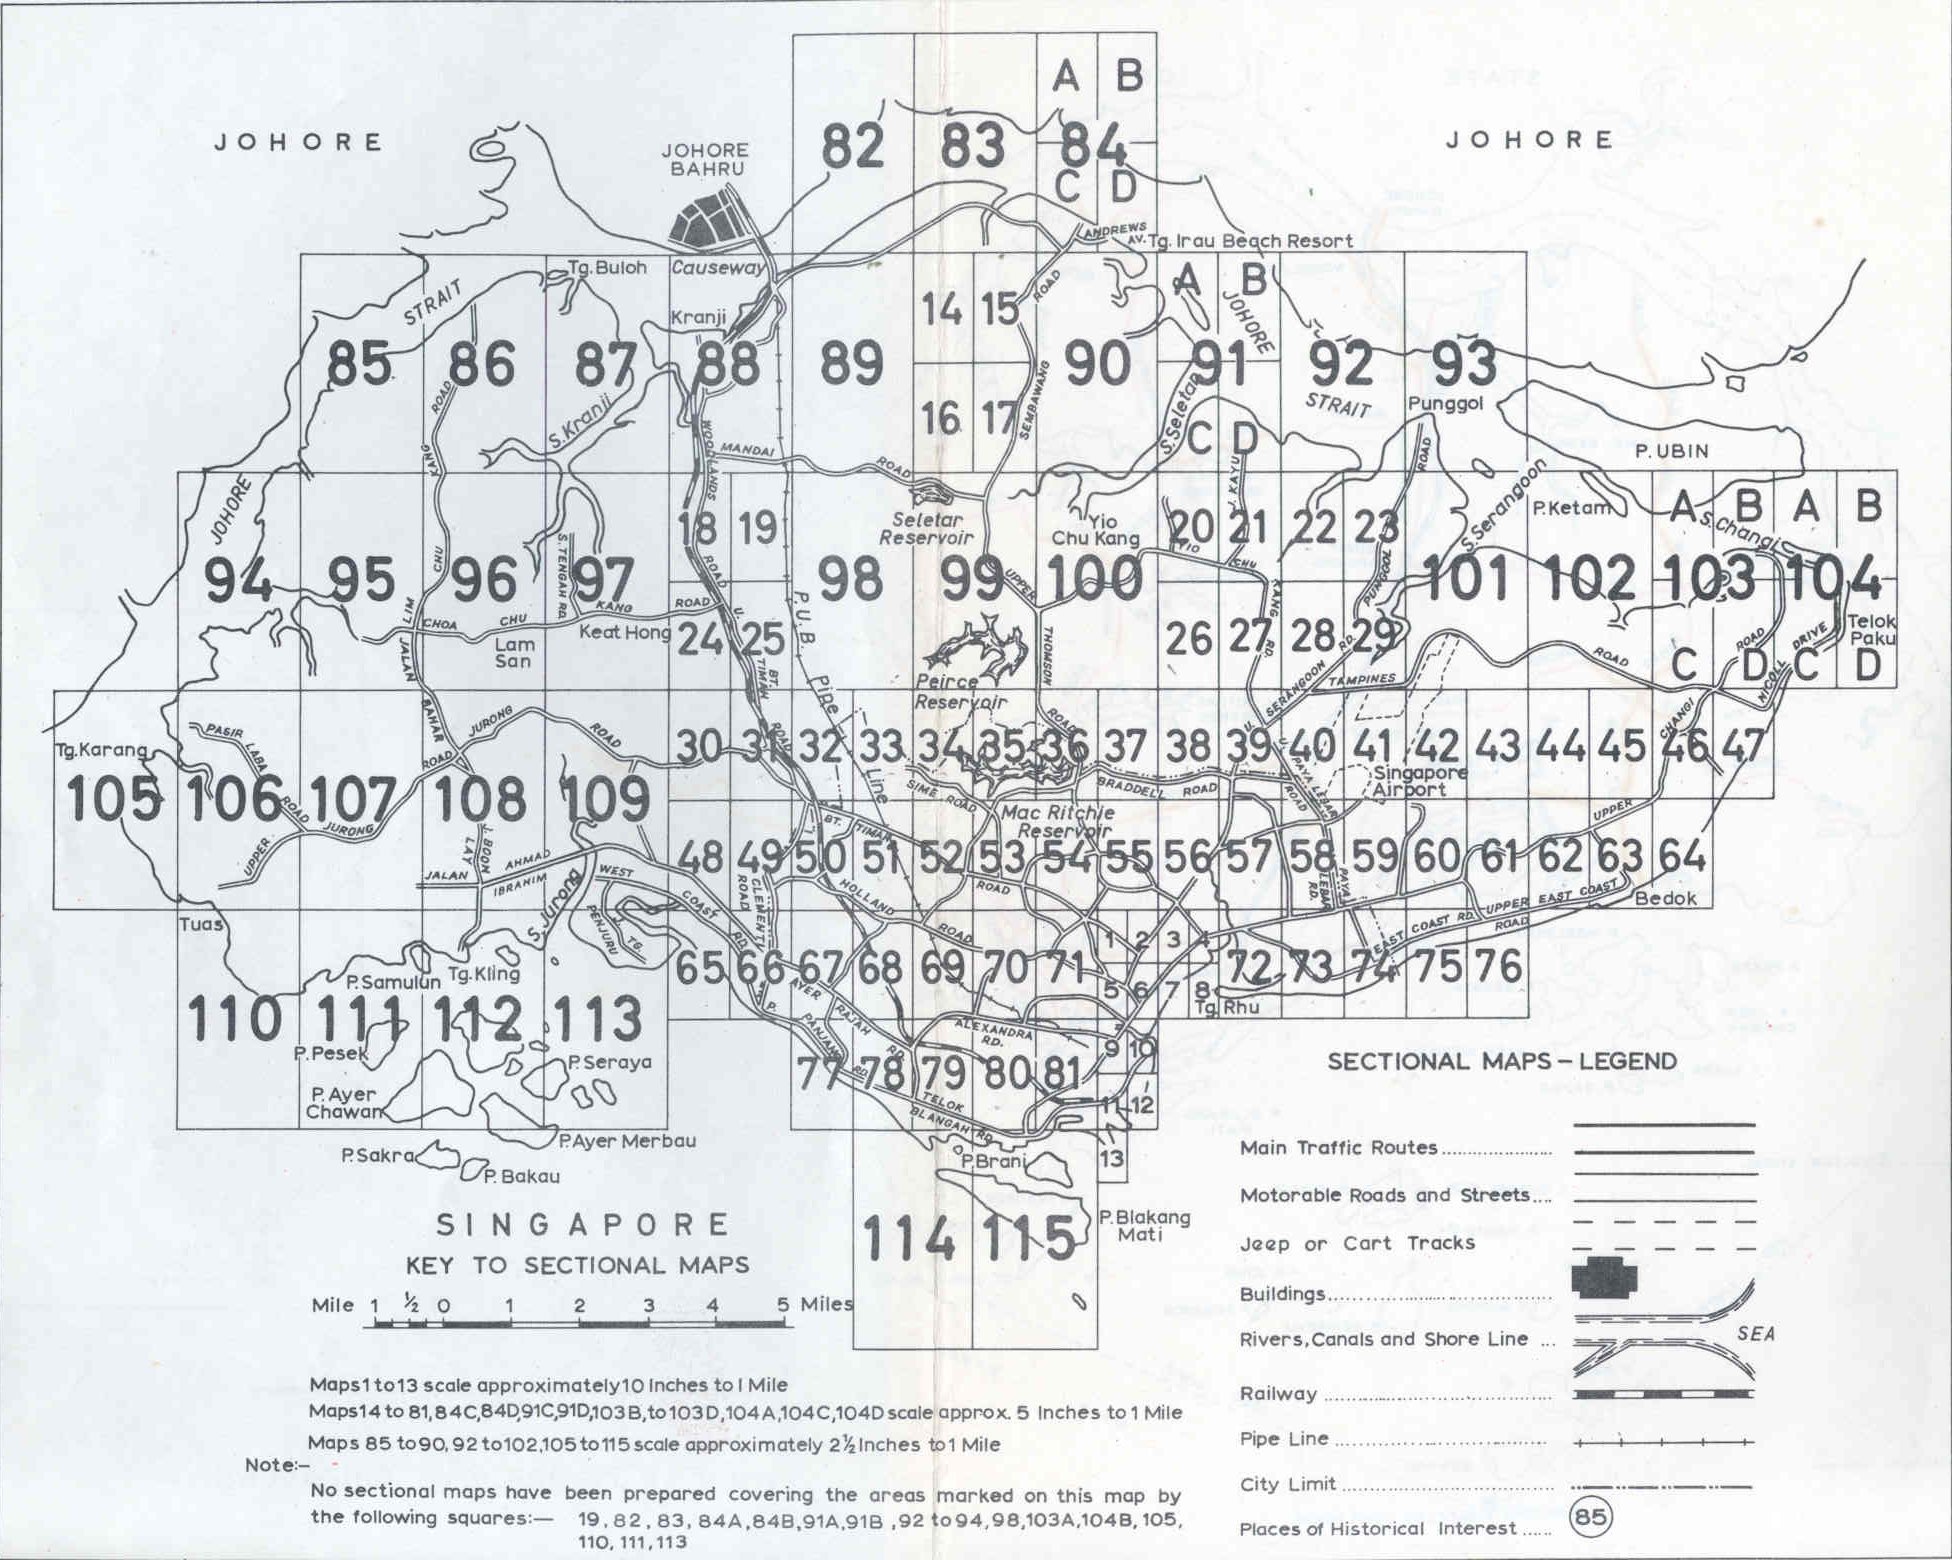 JOHORE
JOHORE
JOHORE
BAHRU
A B
82 83 84
C D
ANDREWS
AV.
Tg. Irau Beach Resort
Tg. Buloh
Causeway
STRAIT
Kranji
14 15
ROAD
A B
JOHORE
85 86 87 88 89 90 91 92 93
STRAIT
Punggol
ROAD
KANG
S. Kranji
16 17
SEMBAWANG
S. Seletar
C D
WOODLANDS
MANDAI
ROAD
ROAD
P. UBIN
JOHORE
Seletar
Reservoir
Yio
Chu Kang
J. KAYU
S. Serangoon
P. Ketam
A B A B
S. Changi
18 19
20 21 22 23
94 95 96 97 98 99 100 101 102 103 104
CHU
S. TENGAH RD.
ROAD
P.U.B.
UPPER
YIO
CHU
KANG
RD.
PUNGGOL
LIM
CHOA
CHU
KANG
ROAD
Lam
San
Keat Hong
24 25
U.
BT.
TIMAH
ROAD
Pipe
Line
THOMSON
ROAD
26 27 28 29
SERANGOON RD.
U.
TAMPINES
ROAD
Telok
Paku
C D C D
ROAD
NICOLL
DRIVE
CHANGI
JALAN
BAHAR
Peirce
Reservoir
PASIR
LABA
ROAD
JURONG
ROAD
ROAD
Tg. Karang
30 31 32 33 34 35 36 37 38 39 40 41 42 43 44 45 46 47
105 106 107 108 109
UPPER
JURONG
SIME ROAD
BRADDELL
ROAD
U.
PAYA LEBAR
ROAD
Singapore
Airport
Mac Ritchie
Reservoir
BT.
TIMAH
ROAD
UPPER
J. BOON
LAY
JALAN
AHMAD
IBRAHIM
S. Jurong
WEST
COAST
RD.
48 49 50 51 52 53 54 55 56 57 58 59 60 61 62 63 64
CLEMENTI
ROAD
HOLLAND
ROAD
PAYA
LEBAR
RD.
EAST COAST RD.
UPPER EAST COAST
ROAD
Bedok
Tuas
J. TG.
PENJURU
65 66 67 68 69 70 71
1 2 3 4
5 6 7 8
72 73 74 75 76
Tg. Rhu
P. Samulun
Tg. Kling
110 111 112 113
P. Pesek
P. Seraya
P. Ayer
Chawan
P. Ayer Merbau
P. Sakra
P. Bakau
AYER
RAJAH
RD.
P.
PANJANG
RD.
ALEXANDRA
RD.
9 10
77 78 79 80 81
11 12
13
TELOK
BLANGAH RD.
P. Brani
P. Blakang
Mati
114 115
SINGAPORE
KEY TO SECTIONAL MAPS
Mile 1 ½ 0 1 2 3 4 5 Miles
Maps 1 to 13 scale approximately 10 Inches to 1 Mile
Maps 14 to 81, 84C, 84D, 91C, 91D, 103B, to 103D, 104A, 104C, 104D scale approx. 5 Inches to 1 Mile
Maps 85 to 90, 92 to 102, 105 to 115 scale approximately 2½ Inches to 1 Mile
Note:-
No sectional maps have been prepared covering the areas marked on this map by
the following squares:— 19, 82, 83, 84A, 84B, 91A, 91B, 92 to 94, 98, 103A, 104B, 105,
110, 111, 113
SECTIONAL MAPS - LEGEND
Main Traffic Routes
Motorable Roads and Streets
Jeep or Cart Tracks
Buildings
Rivers, Canals and Shore Line
SEA
Railway
Pipe Line
City Limit
Places of Historical Interest
85